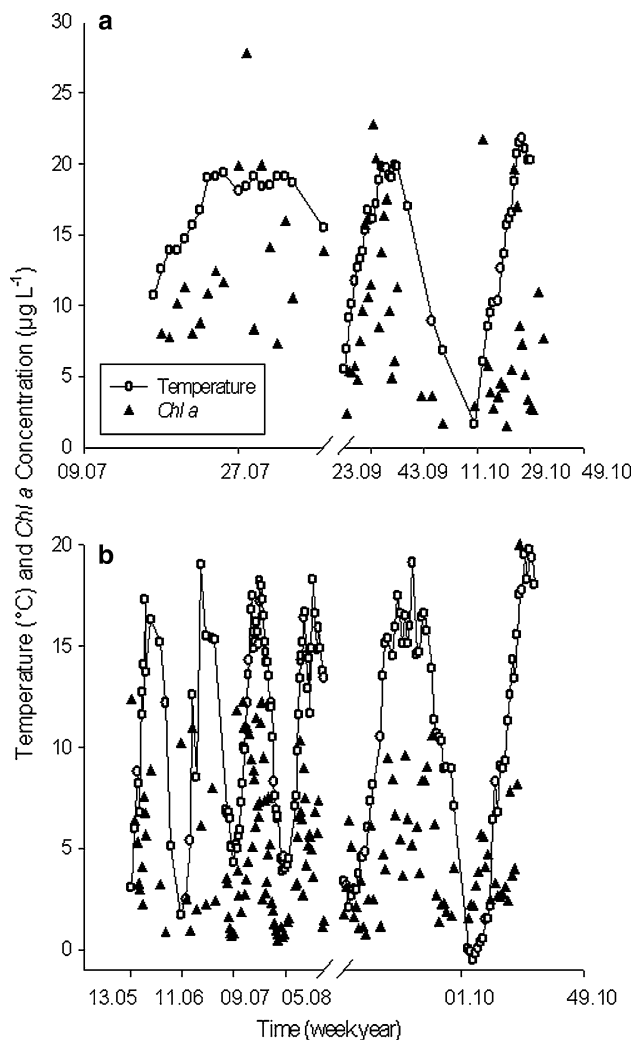 a
30
25
20
15
10
5
0
Temperature
Chl a
09.07 27.07 23.09 43.09 11.10 29.10 49.10
Temperature (°C) and Chl a Concentration (µg L-1)
b
20
15
10
5
0
13.05 11.06 09.07 05.08 01.10 49.10
Time (week.year)